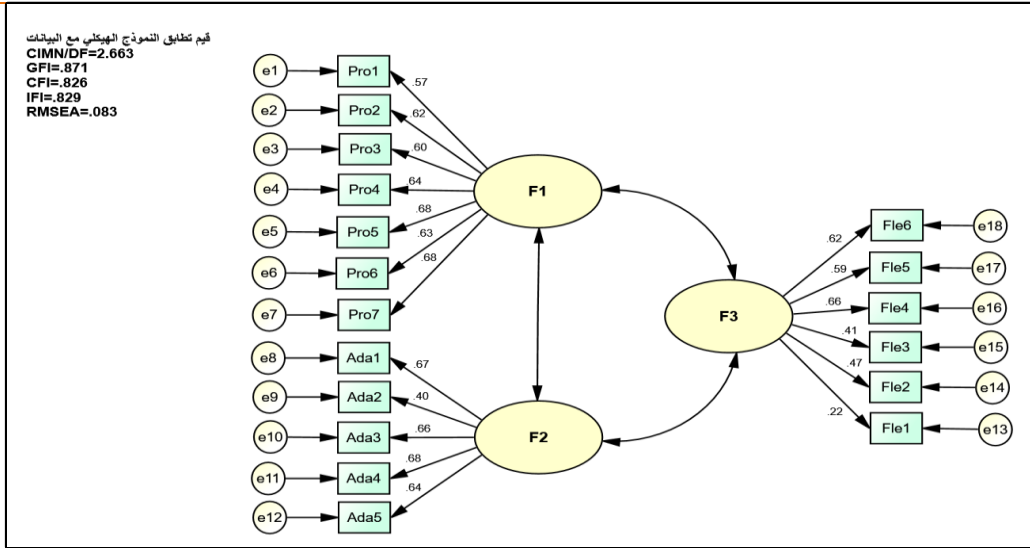 قيم تطابق النموذج الهيكلي مع البيانات
CIMN/DF=2.663
GFI=.871
CFI=.826
IFI=.829
RMSEA=.083
e1 Pro1 .57
e2 Pro2 .62
e3 Pro3 .60
e4 Pro4 .64
e5 Pro5 .68
e6 Pro6 .63
e7 Pro7 .68
F1
e8 Ada1 .67
e9 Ada2 .40
e10 Ada3 .66
e11 Ada4 .68
e12 Ada5 .64
F2
F3
.62 Fle6 e18
.59 Fle5 e17
.66 Fle4 e16
.41 Fle3 e15
.47 Fle2 e14
.22 Fle1 e13